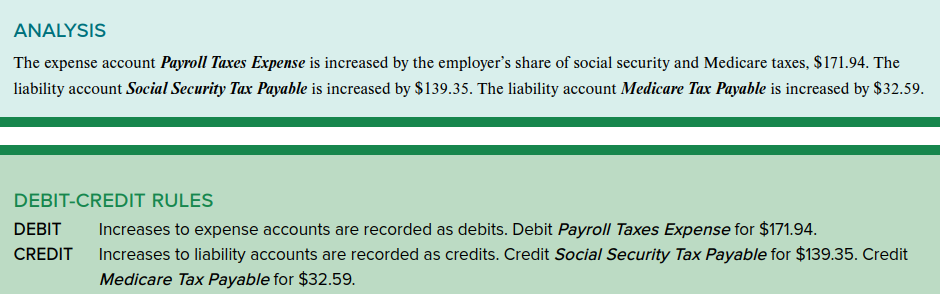 ANALYSIS
The expense account Payroll Taxes Expense is increased by the employer's share of social security and Medicare taxes, $171.94. The
liability account Social Security Tax Payable is increased by $139.35. The liability account Medicare Tax Payable is increased by $32.59.
DEBIT-CREDIT RULES
DEBIT Increases to expense accounts are recorded as debits. Debit Payroll Taxes Expense for $171.94.
CREDIT Increases to liability accounts are recorded as credits. Credit Social Security Tax Payable for $139.35. Credit
Medicare Tax Payable for $32.59.